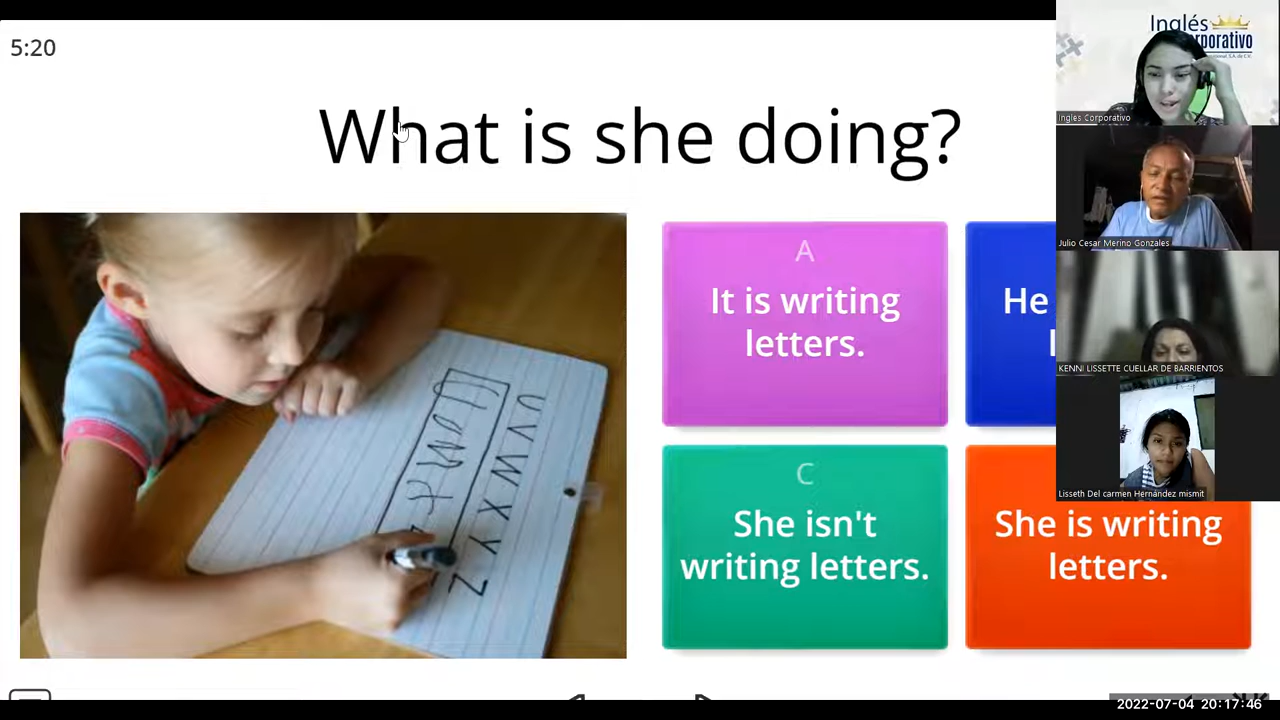 5:20
What is she doing?
A
It is writing
letters.
He
C
She isn't
writing letters.
She is writing
letters.
U V W X Y Z
Inglés
Inglés Corporativo
Julio Cesar Merino Gonzales
KENNI LISSETTE CUELLAR DE BARRIENTOS
Lisseth Del carmen Hernández mismit
2022-07-04 20:17:46